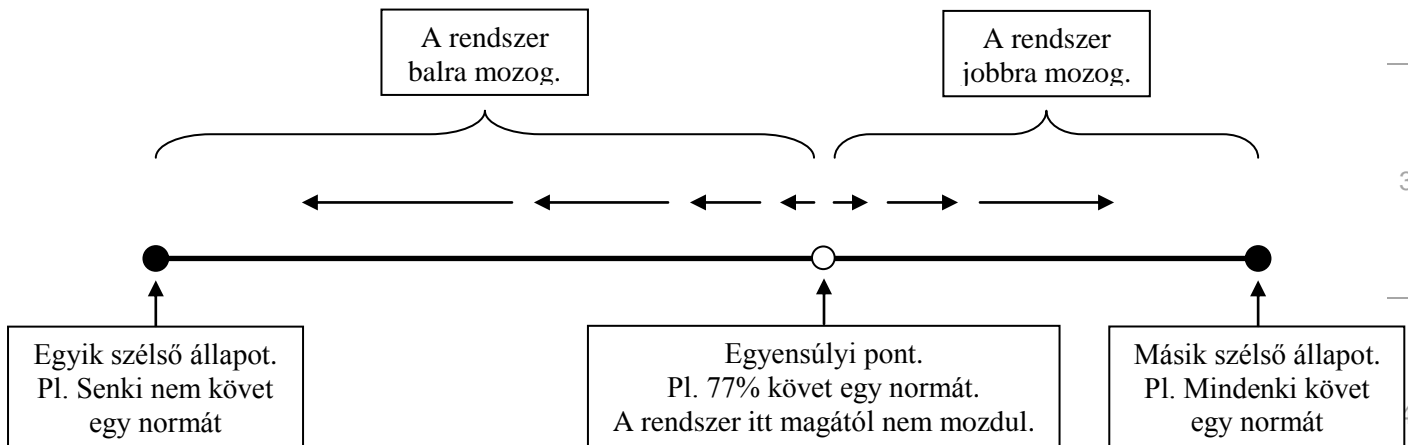 A rendszer
balra mozog.
A rendszer
jobbra mozog.
Egyik szélső állapot.
Pl. Senki nem követ
egy normát
Egyensúlyi pont.
Pl. 77% követ egy normát.
A rendszer itt magától nem mozdul.
Másik szélső állapot.
Pl. Mindenki követ
egy normát